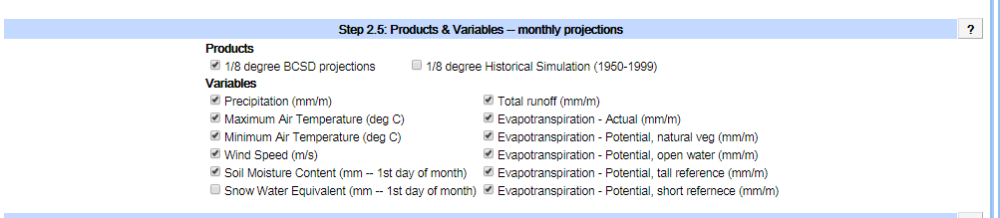 Step 2.5: Products & Variables -- monthly projections
?
Products
1/8 degree BCSD projections
1/8 degree Historical Simulation (1950-1999)
Variables
Precipitation (mm/m)
Total runoff (mm/m)
Maximum Air Temperature (deg C)
Evapotranspiration - Actual (mm/m)
Minimum Air Temperature (deg C)
Evapotranspiration - Potential, natural veg (mm/m)
Wind Speed (m/s)
Evapotranspiration - Potential, open water (mm/m)
Soil Moisture Content (mm -- 1st day of month)
Evapotranspiration - Potential, tall reference (mm/m)
Snow Water Equivalent (mm -- 1st day of month)
Evapotranspiration - Potential, short refernece (mm/m)